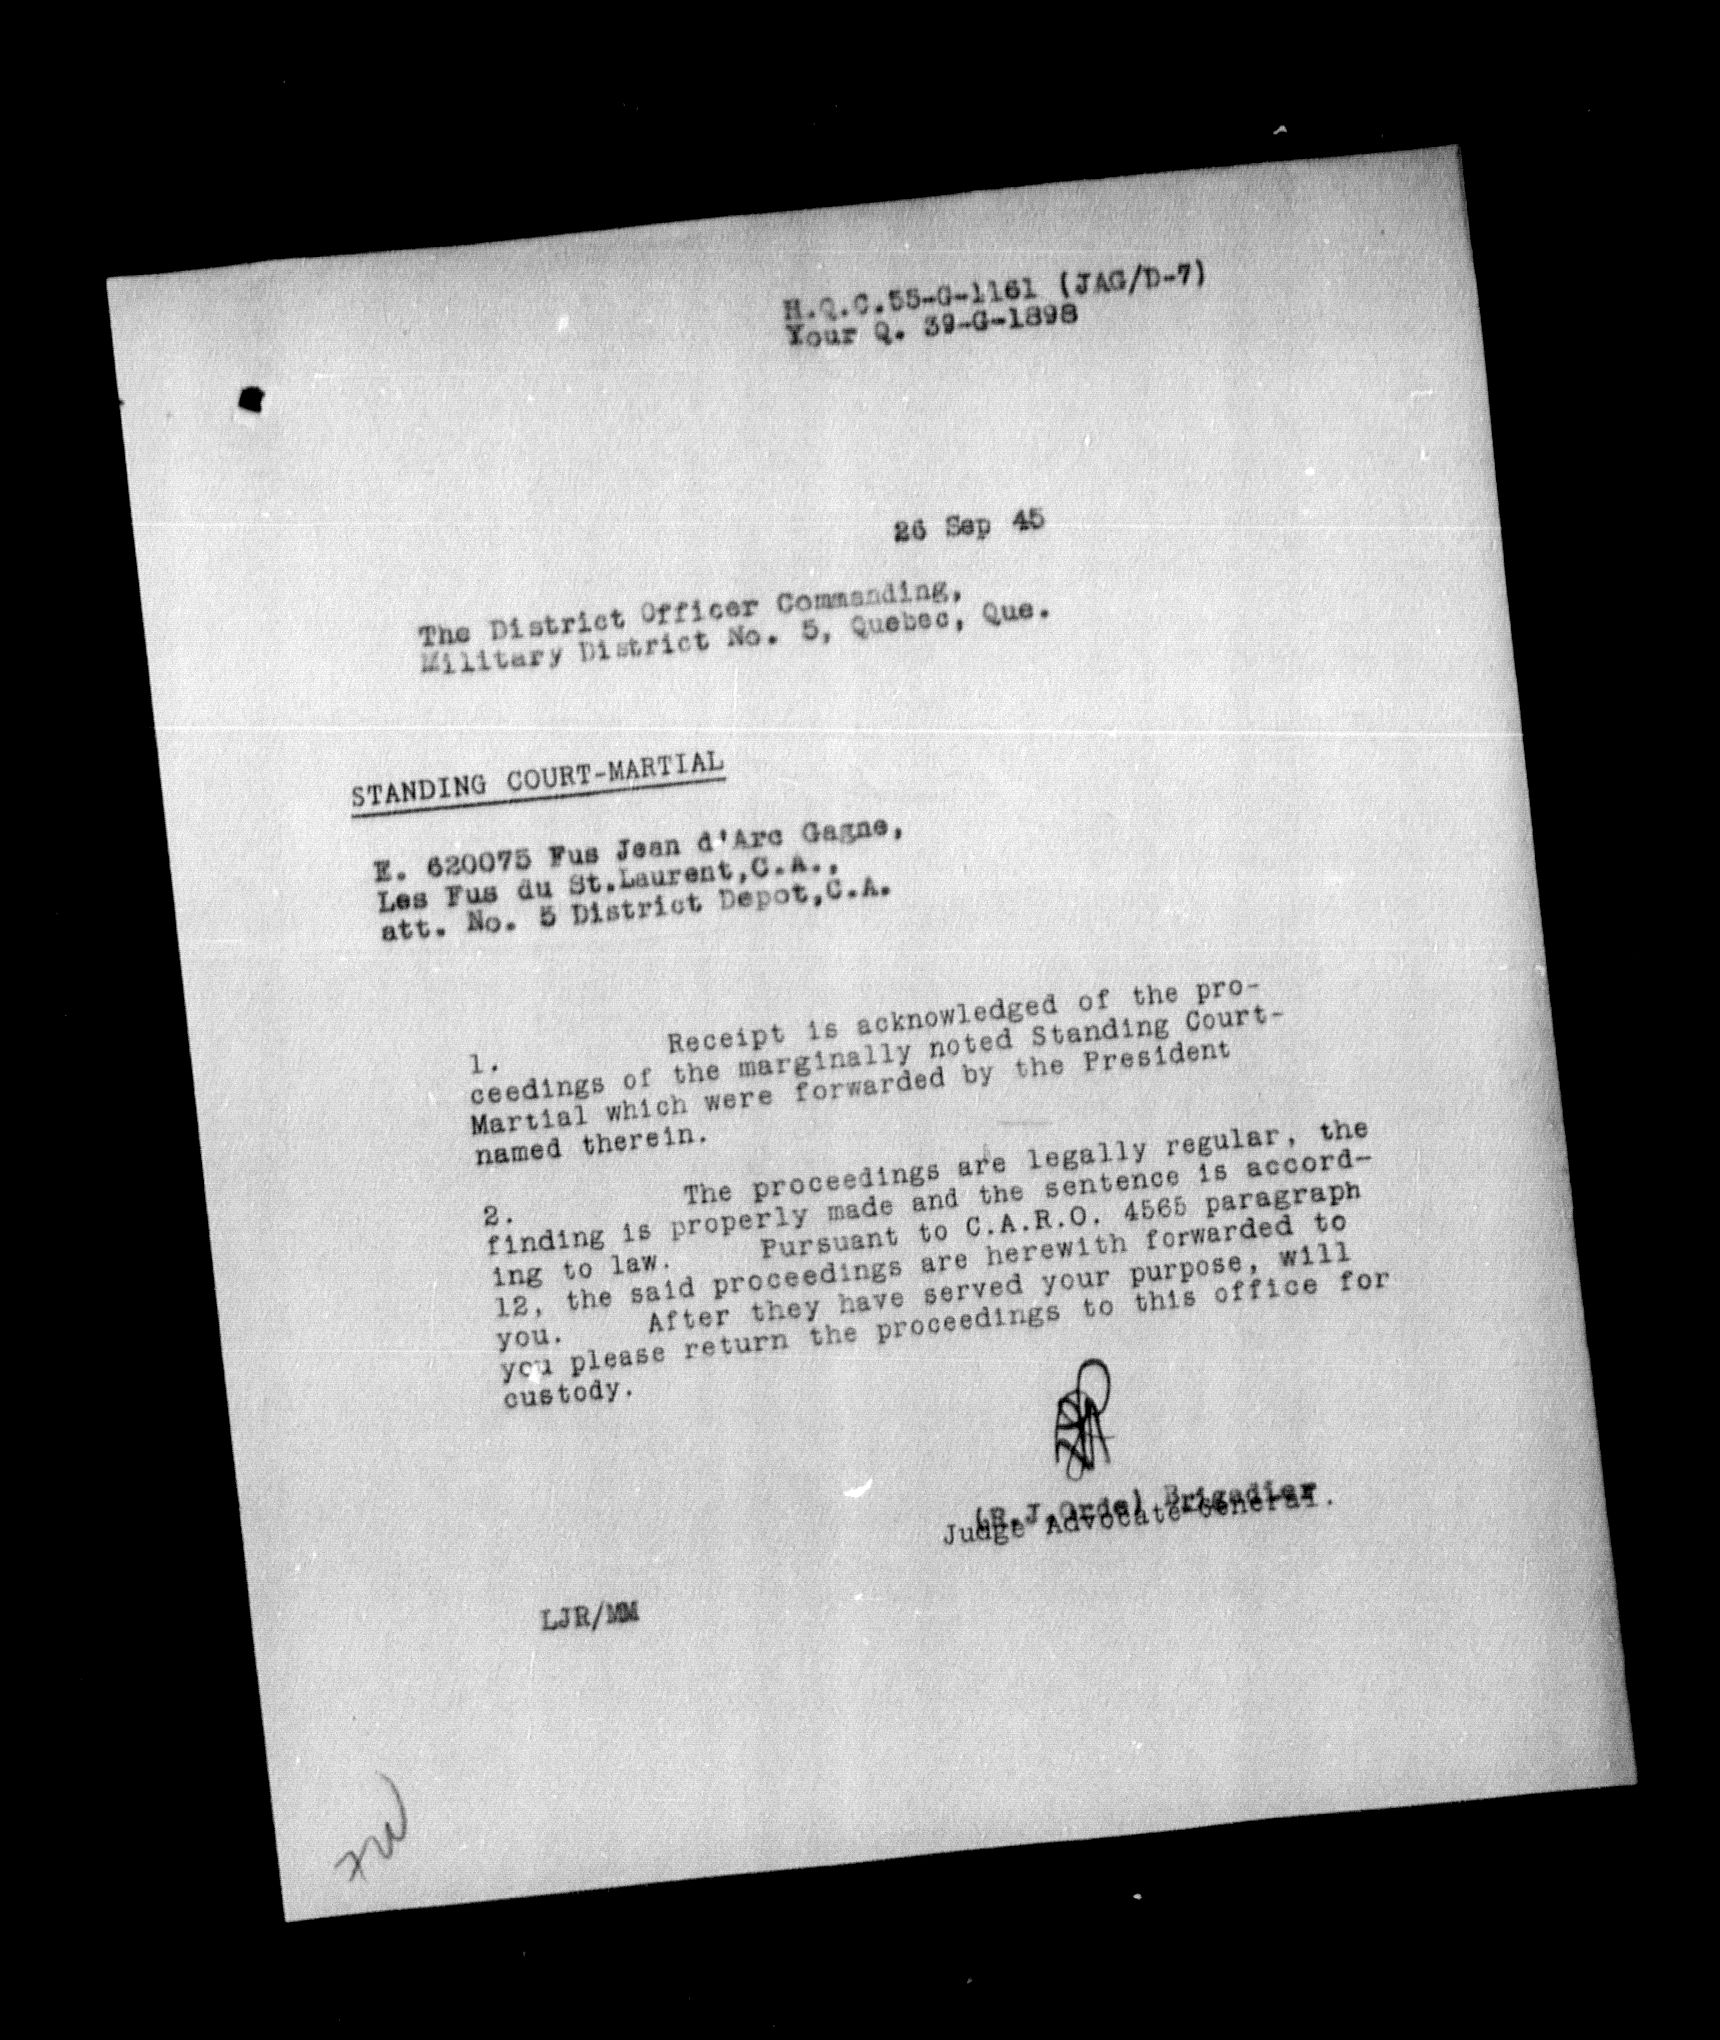 H.Q.C.55-G-1161 (JAG/D-7)
Your Q. 39-G-1898
26 Sep 45
The District Officer Commanding,
Military District No. 5, Quebec, Que.
STANDING COURT-MARTIAL
E. 620075 Fus Jean d'Arc Gagne,
Les Fus du St.Laurent,C.A.,
att. No. 5 District Depot,C.A.
1. Receipt is acknowledged of the pro-
ceedings of the marginally noted Standing Court-
Martial which were forwarded by the President
named therein.
2. The proceedings are legally regular, the
finding is properly made and the sentence is accord-
ing to law. Pursuant to C.A.R.O. 4565 paragraph
12, the said proceedings are herewith forwarded to
you. After they have served your purpose, will
you please return the proceedings to this office for
custody.
(R.J.Orde) Brigadier
Judge Advocate-General.
LJR/MM